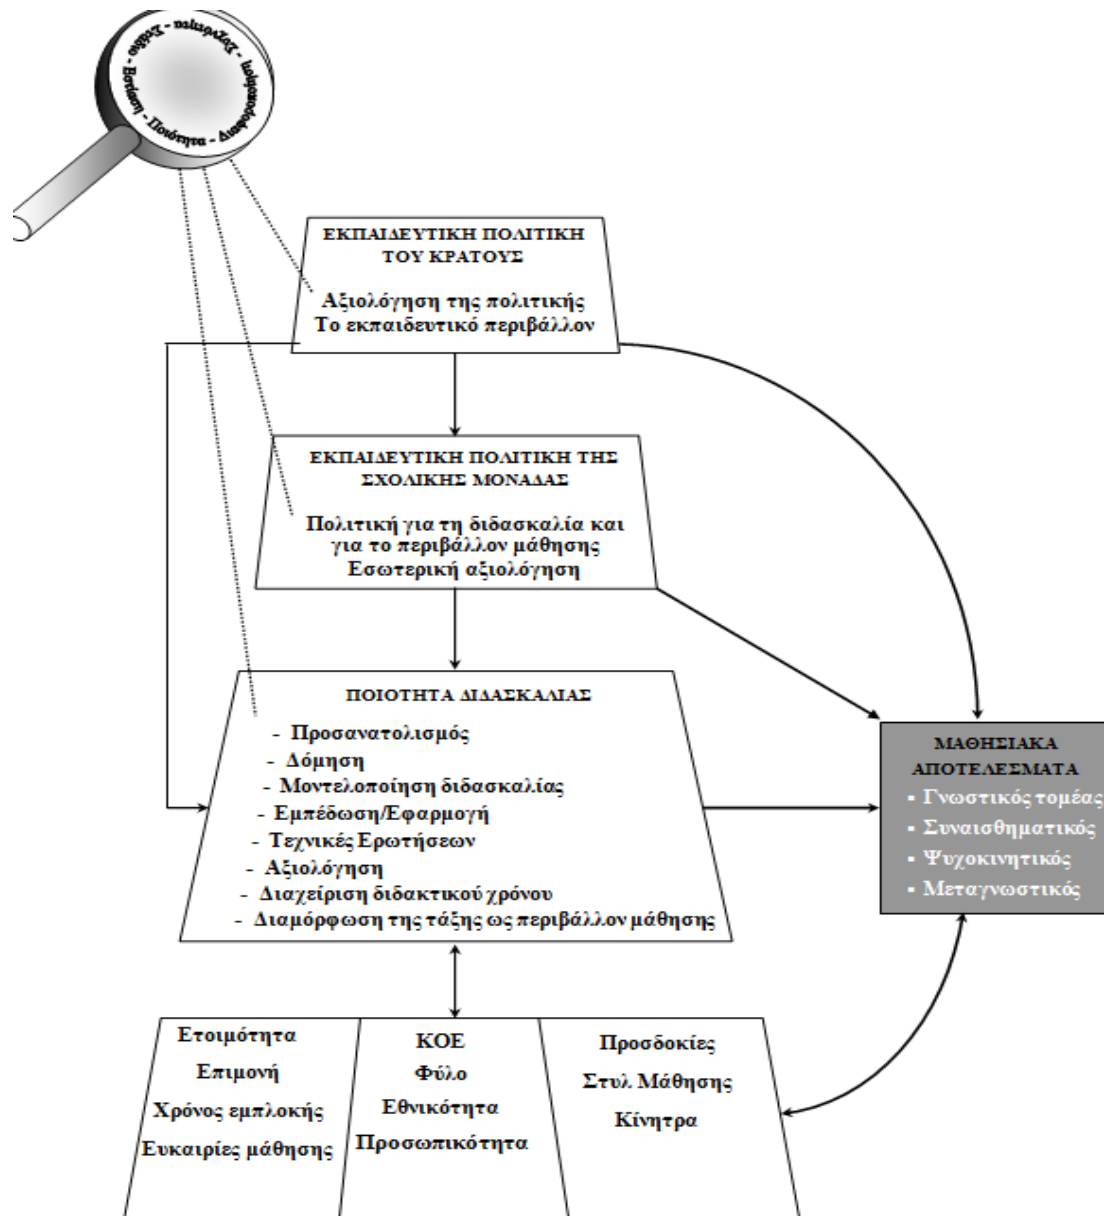 Εστίαση - Ποιότητα - Διαφοροποίηση - Συχνότητα - Στάδιο -
ΕΚΠΑΙΔΕΥΤΙΚΗ ΠΟΛΙΤΙΚΗ
ΤΟΥ ΚΡΑΤΟΥΣ
Αξιολόγηση της πολιτικής
Το εκπαιδευτικό περιβάλλον
ΕΚΠΑΙΔΕΥΤΙΚΗ ΠΟΛΙΤΙΚΗ ΤΗΣ
ΣΧΟΛΙΚΗΣ ΜΟΝΑΔΑΣ
Πολιτική για τη διδασκαλία και
για το περιβάλλον μάθησης
Εσωτερική αξιολόγηση
ΠΟΙΟΤΗΤΑ ΔΙΔΑΣΚΑΛΙΑΣ
- Προσανατολισμός
- Δόμηση
- Μοντελοποίηση διδασκαλίας
- Εμπέδωση/Εφαρμογή
- Τεχνικές Ερωτήσεων
- Αξιολόγηση
- Διαχείριση διδακτικού χρόνου
- Διαμόρφωση της τάξης ως περιβάλλον μάθησης
ΜΑΘΗΣΙΑΚΑ
ΑΠΟΤΕΛΕΣΜΑΤΑ
▪ Γνωστικός τομέας
▪ Συναισθηματικός
▪ Ψυχοκινητικός
▪ Μεταγνωστικός
Ετοιμότητα
Επιμονή
Χρόνος εμπλοκής
Ευκαιρίες μάθησης
ΚΟΕ
Φύλο
Εθνικότητα
Προσωπικότητα
Προσδοκίες
Στυλ Μάθησης
Κίνητρα